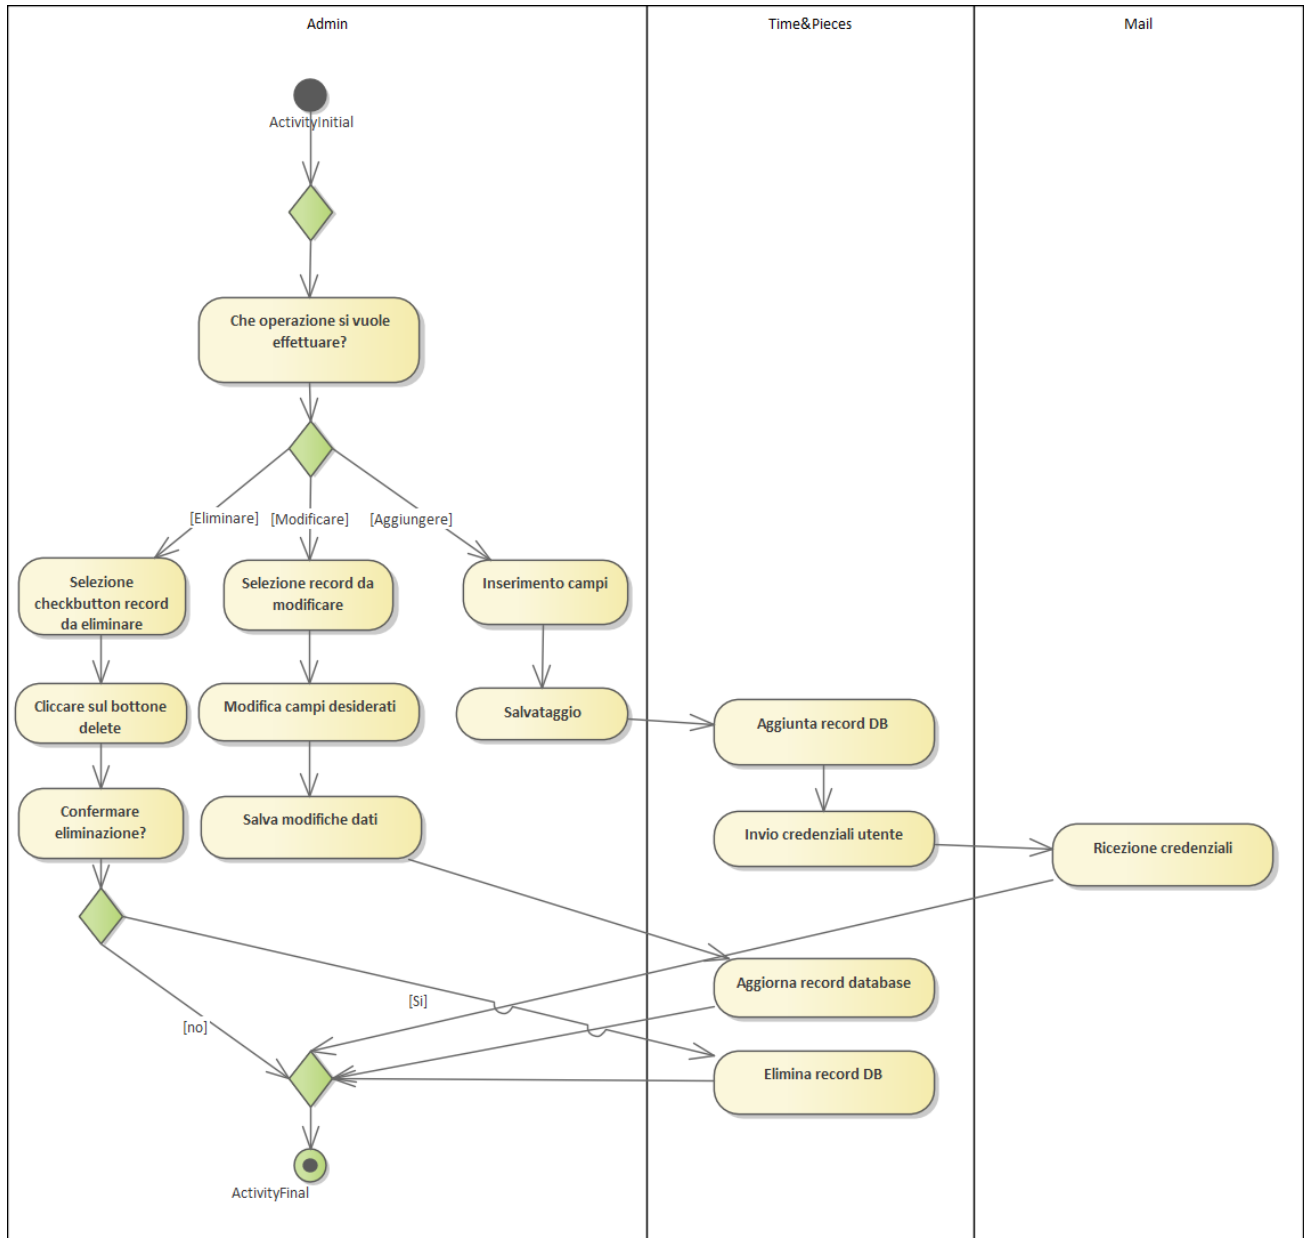 Admin
Time&Pieces
Mail
ActivityInitial
Che operazione si vuole
effettuare?
[Eliminare]
[Modificare]
[Aggiungere]
Selezione
checkbutton record
da eliminare
Selezione record da
modificare
Inserimento campi
Cliccare sul bottone
delete
Modifica campi desiderati
Salvataggio
Aggiunta record DB
Confermare
eliminazione?
Salva modifiche dati
Invio credenziali utente
Ricezione credenziali
Aggiorna record database
[Si]
[no]
Elimina record DB
ActivityFinal